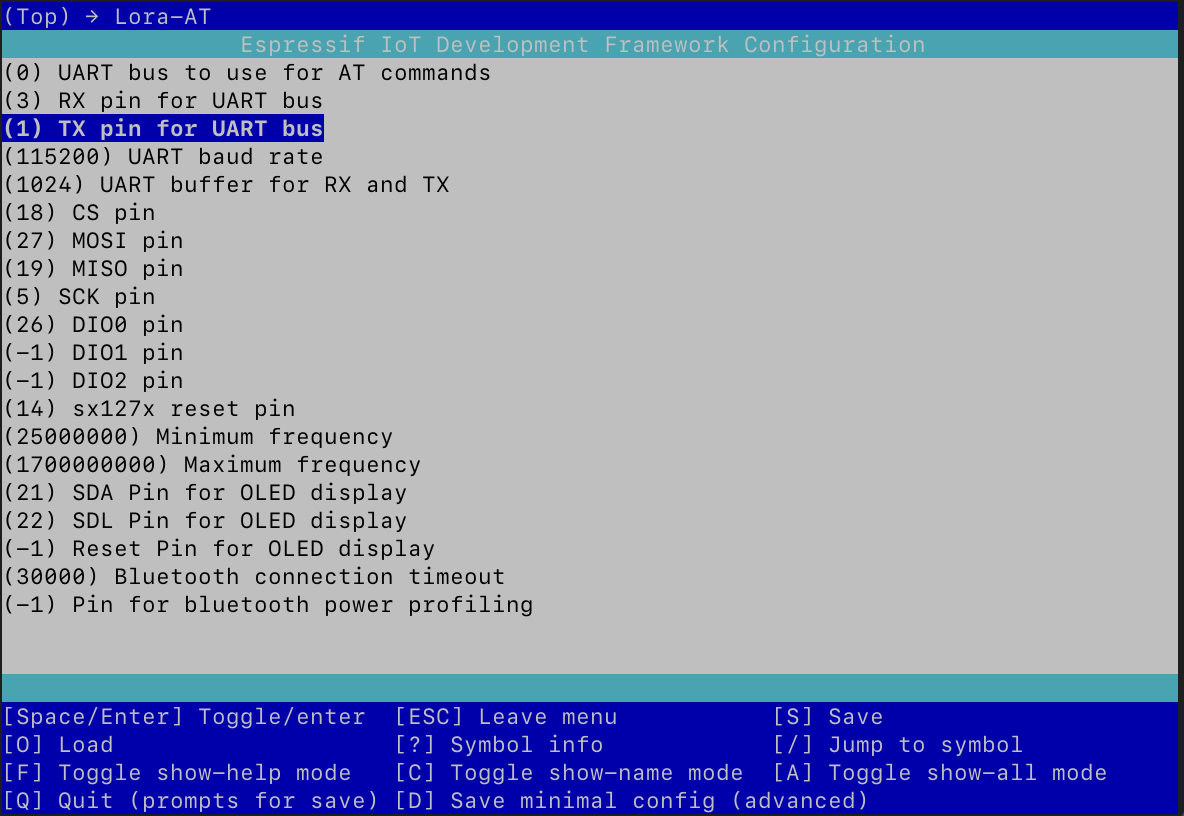 (Top) → Lora-AT
Espressif IoT Development Framework Configuration
(0) UART bus to use for AT commands
(3) RX pin for UART bus
(1) TX pin for UART bus
(115200) UART baud rate
(1024) UART buffer for RX and TX
(18) CS pin
(27) MOSI pin
(19) MISO pin
(5) SCK pin
(26) DIO0 pin
(-1) DIO1 pin
(-1) DIO2 pin
(14) sx127x reset pin
(25000000) Minimum frequency
(1700000000) Maximum frequency
(21) SDA Pin for OLED display
(22) SDL Pin for OLED display
(-1) Reset Pin for OLED display
(30000) Bluetooth connection timeout
(-1) Pin for bluetooth power profiling
[Space/Enter] Toggle/enter [ESC] Leave menu [S] Save
[O] Load [?] Symbol info [/] Jump to symbol
[F] Toggle show-help mode [C] Toggle show-name mode [A] Toggle show-all mode
[Q] Quit (prompts for save) [D] Save minimal config (advanced)